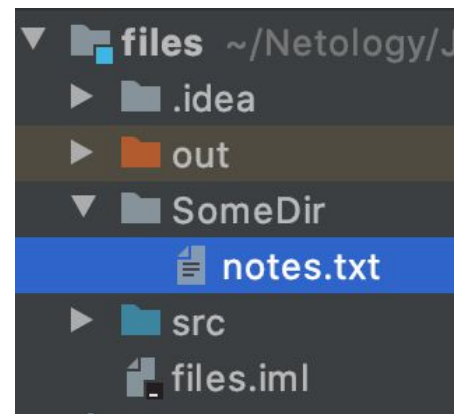 files ~/Netology/J
.idea
out
SomeDir
notes.txt
src
files.iml